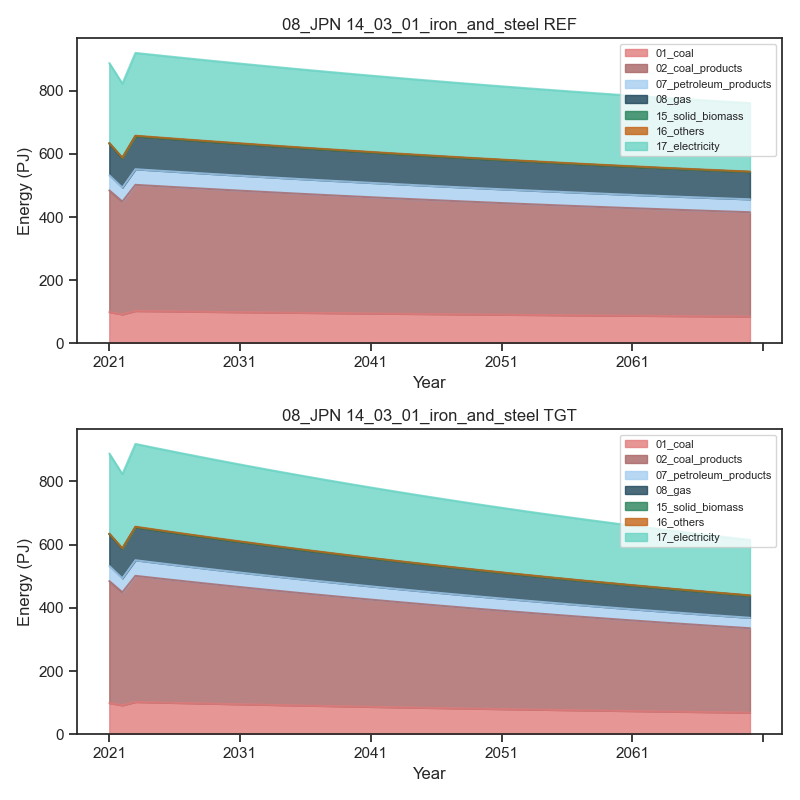 08_JPN 14_03_01_iron_and_steel REF
800
600
400
200
0
Energy (PJ)
01_coal
02_coal_products
07_petroleum_products
08_gas
15_solid_biomass
16_others
17_electricity
2021 2031 2041 2051 2061
Year
08_JPN 14_03_01_iron_and_steel TGT
800
600
400
200
0
Energy (PJ)
01_coal
02_coal_products
07_petroleum_products
08_gas
15_solid_biomass
16_others
17_electricity
2021 2031 2041 2051 2061
Year